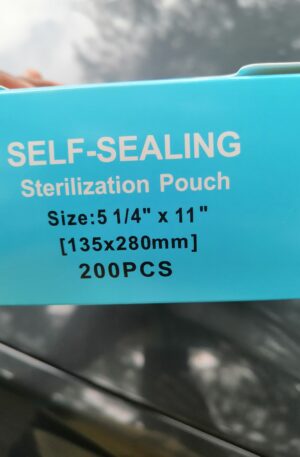 SELF-SEALING
Sterilization Pouch
Size:5 1/4" x 11"
[135x280mm]
200PCS